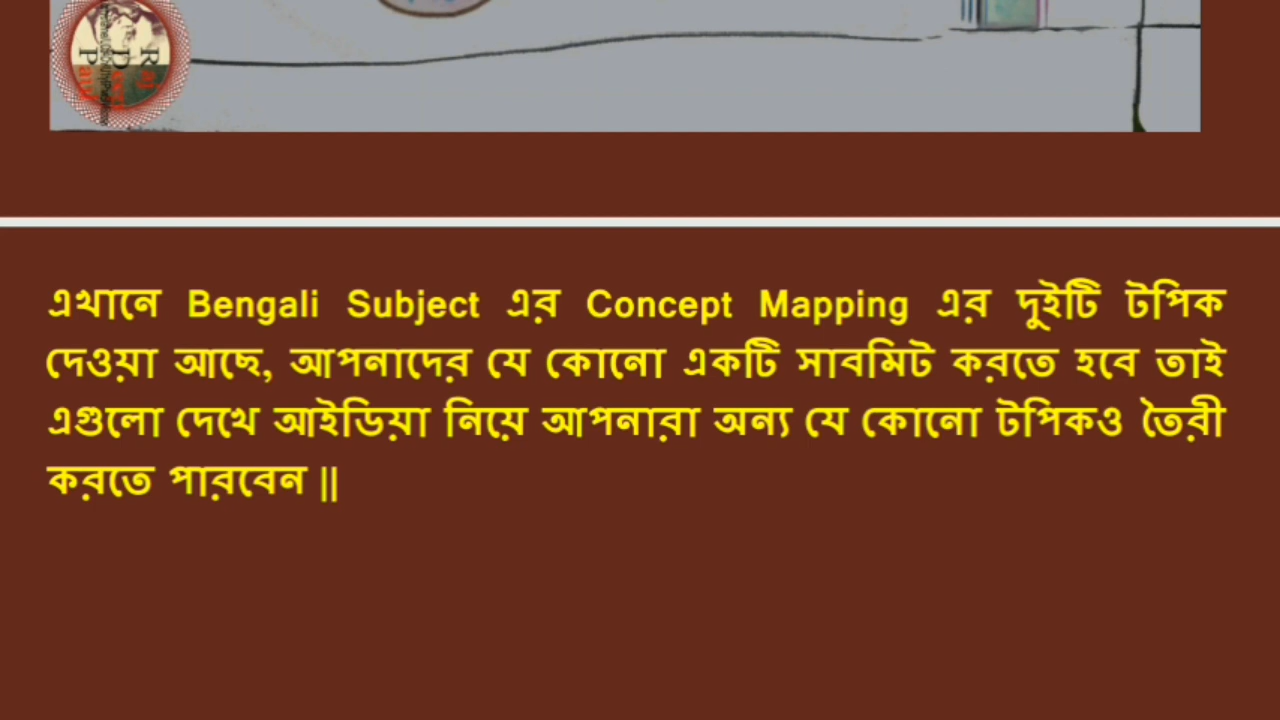 এখানে Bengali Subject এর Concept Mapping এর দুইটি টপিক
দেওয়া আছে, আপনাদের যে কোনো একটি সাবমিট করতে হবে তাই
এগুলো দেখে আইডিয়া নিয়ে আপনারা অন্য যে কোনো টপিকও তৈরী
করতে পারবেন ||